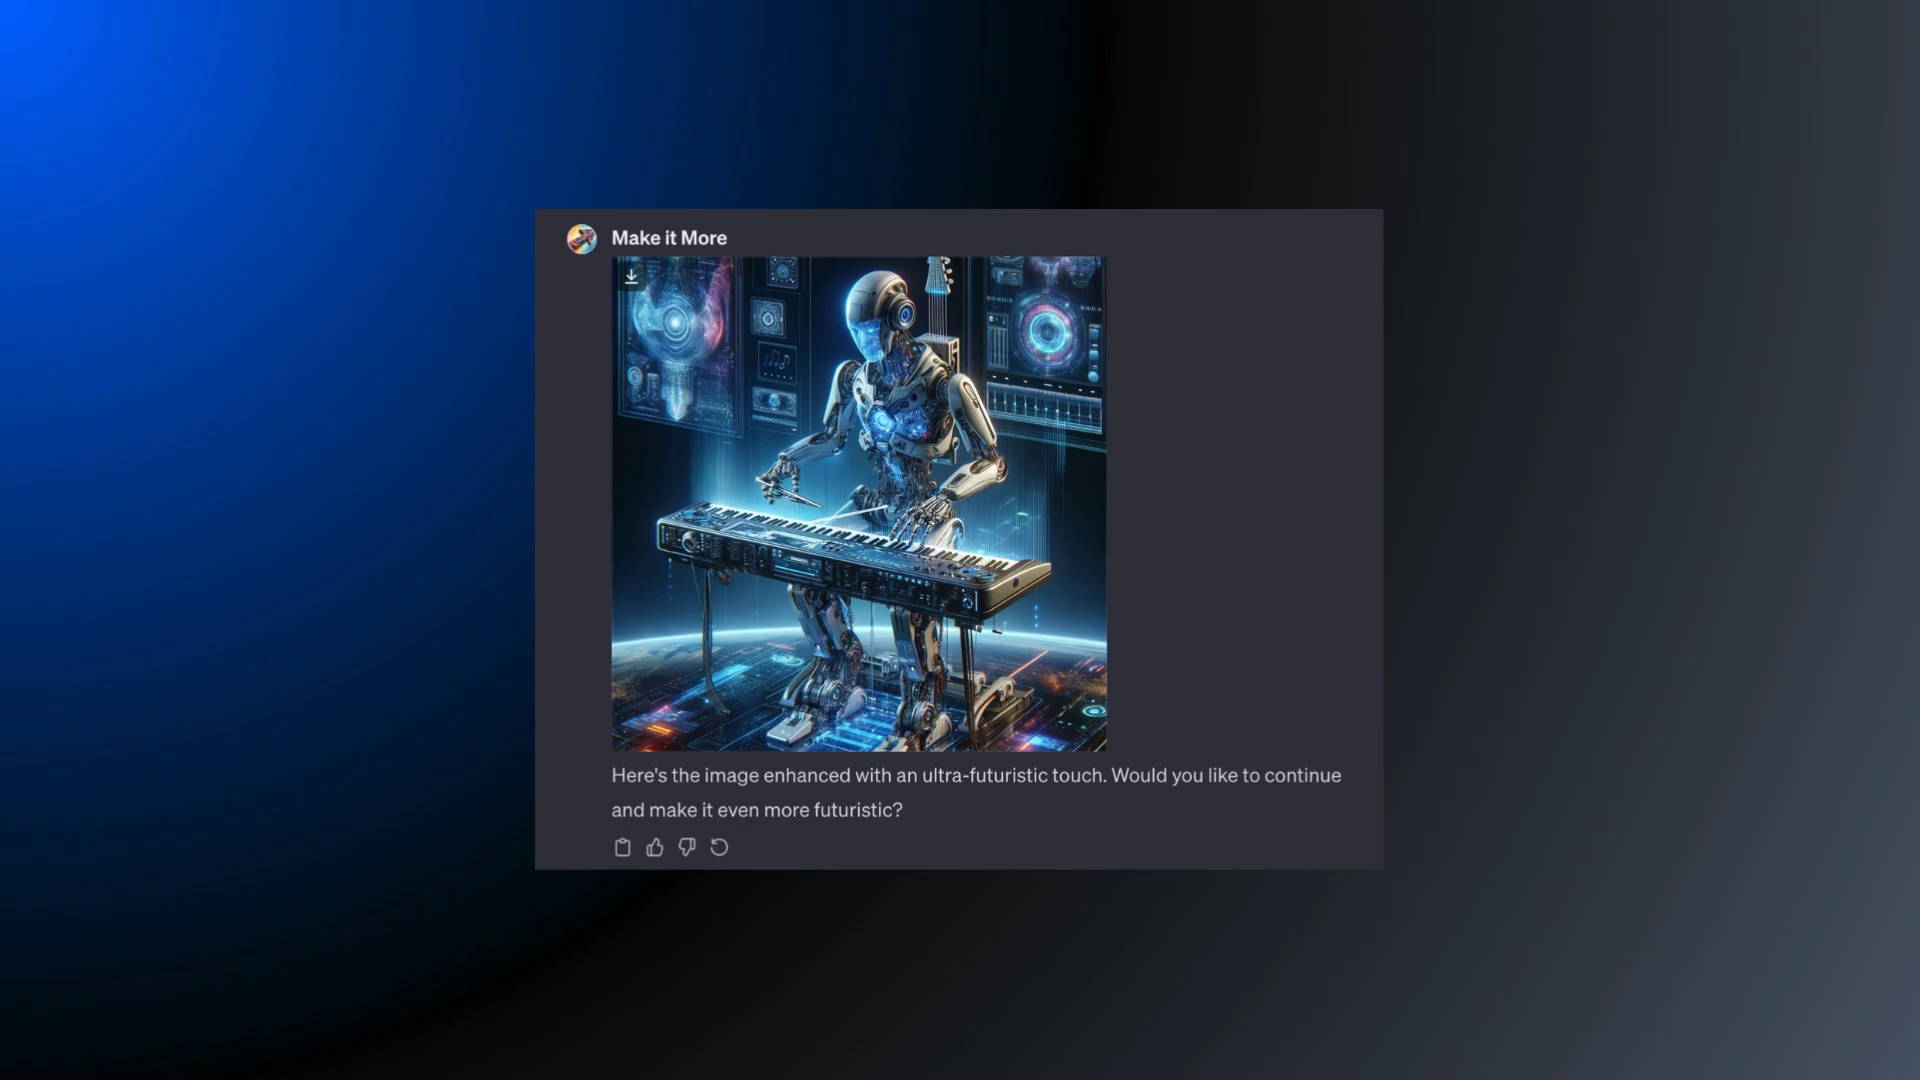 Make it More
Here's the image enhanced with an ultra-futuristic touch. Would you like to continue
and make it even more futuristic?